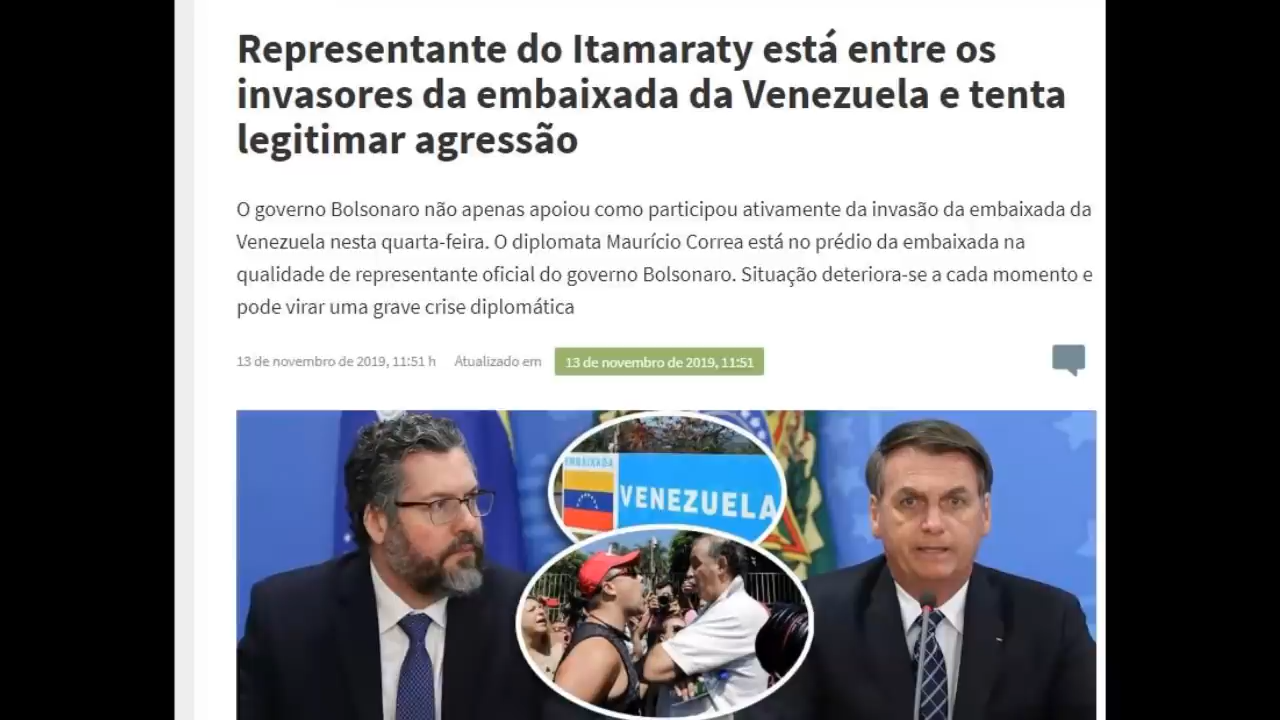 Representante do Itamaraty está entre os
invasores da embaixada da Venezuela e tenta
legitimar agressão
O governo Bolsonaro não apenas apoiou como participou ativamente da invasão da embaixada da
Venezuela nesta quarta-feira. O diplomata Maurício Correa está no prédio da embaixada na
qualidade de representante oficial do governo Bolsonaro. Situação deteriora-se a cada momento e
pode virar uma grave crise diplomática
13 de novembro de 2019, 11:51 h Atualizado em 13 de novembro de 2019, 11:51
EMBAIXADA
VENEZUELA